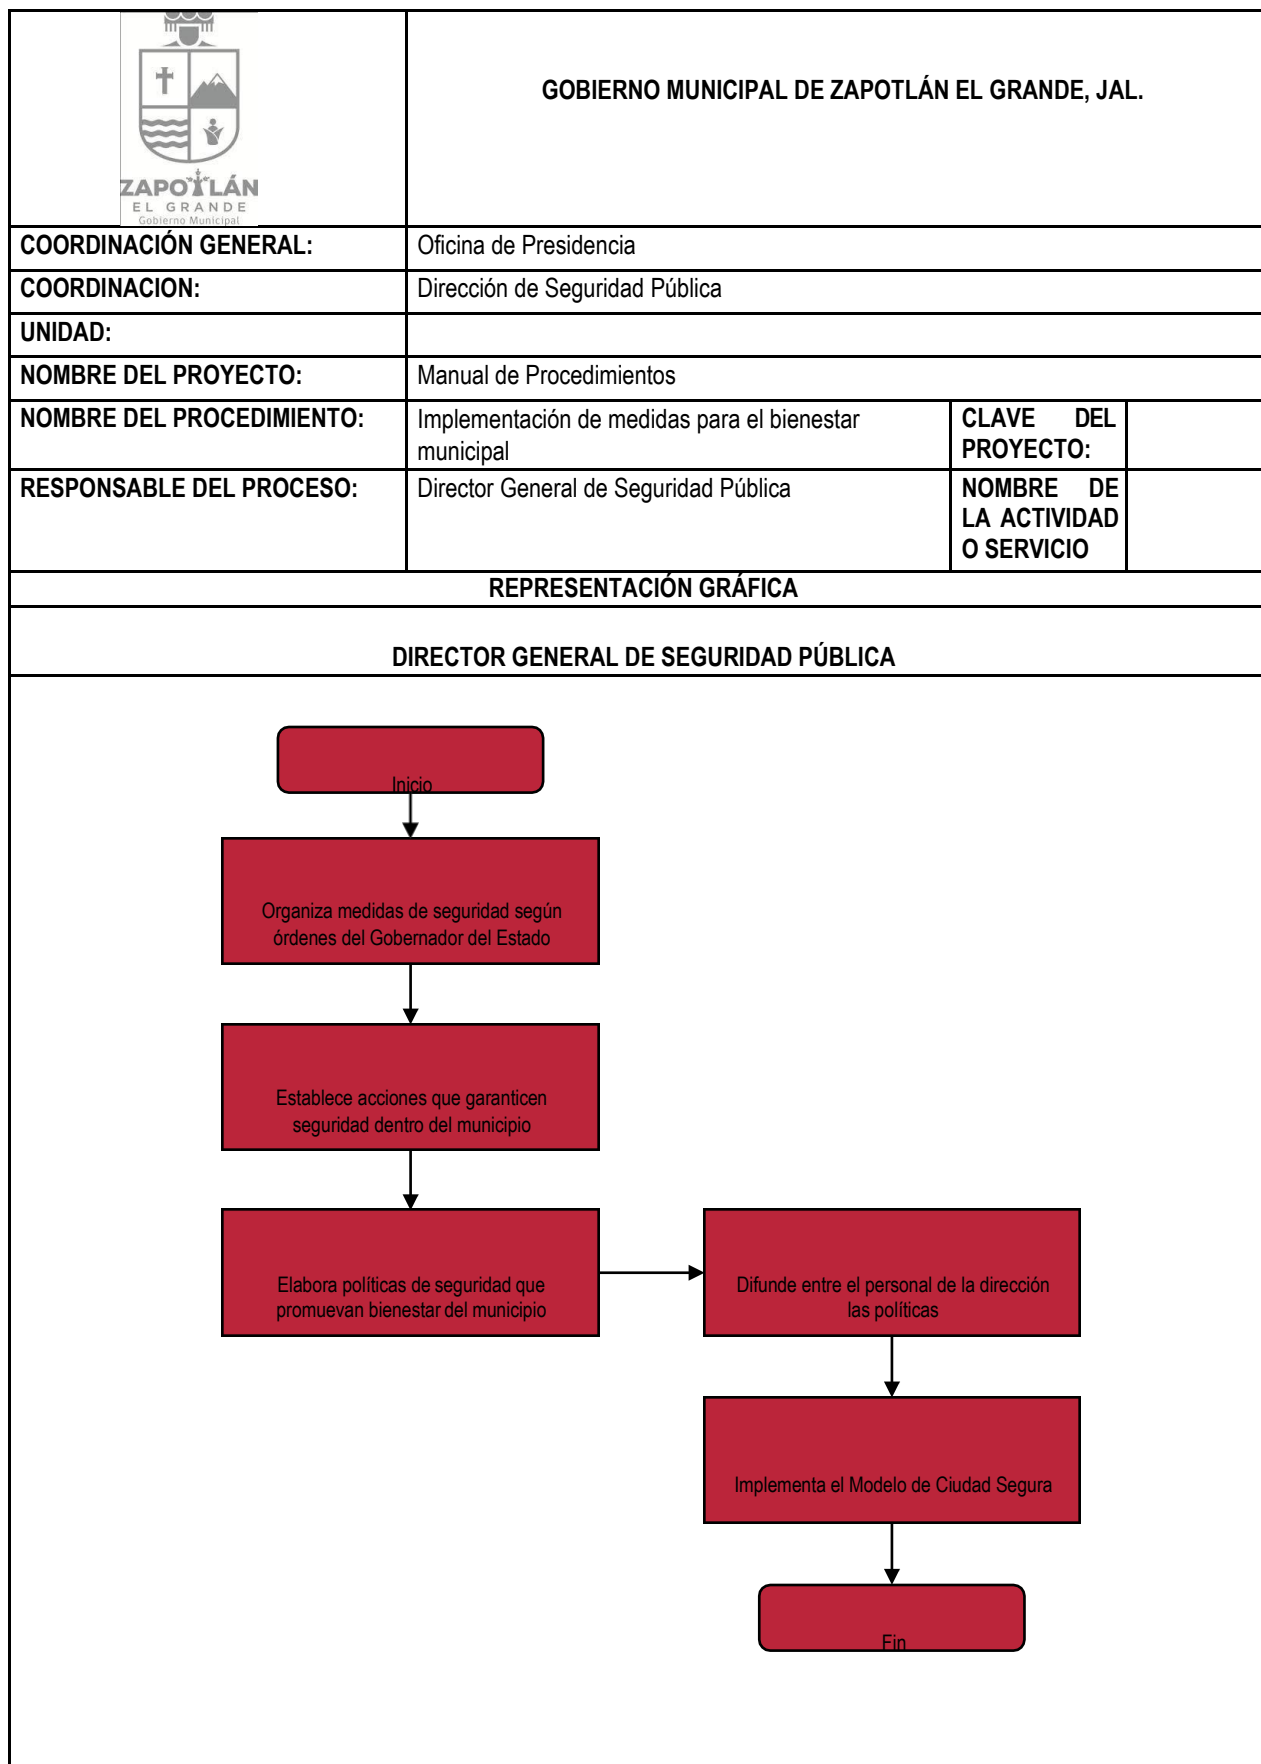 ZAPOTLÁN
EL GRANDE
Gobierno Municipal
GOBIERNO MUNICIPAL DE ZAPOTLÁN EL GRANDE, JAL.
COORDINACIÓN GENERAL:
Oficina de Presidencia
COORDINACION:
Dirección de Seguridad Pública
UNIDAD:
NOMBRE DEL PROYECTO:
Manual de Procedimientos
NOMBRE DEL PROCEDIMIENTO:
Implementación de medidas para el bienestar
municipal
CLAVE DEL
PROYECTO:
RESPONSABLE DEL PROCESO:
Director General de Seguridad Pública
NOMBRE DE
LA ACTIVIDAD
O SERVICIO
REPRESENTACIÓN GRÁFICA
DIRECTOR GENERAL DE SEGURIDAD PÚBLICA
Inicio
Organiza medidas de seguridad según
órdenes del Gobernador del Estado
Establece acciones que garanticen
seguridad dentro del municipio
Elabora políticas de seguridad que
promuevan bienestar del municipio
Difunde entre el personal de la dirección
las políticas
Implementa el Modelo de Ciudad Segura
Fin